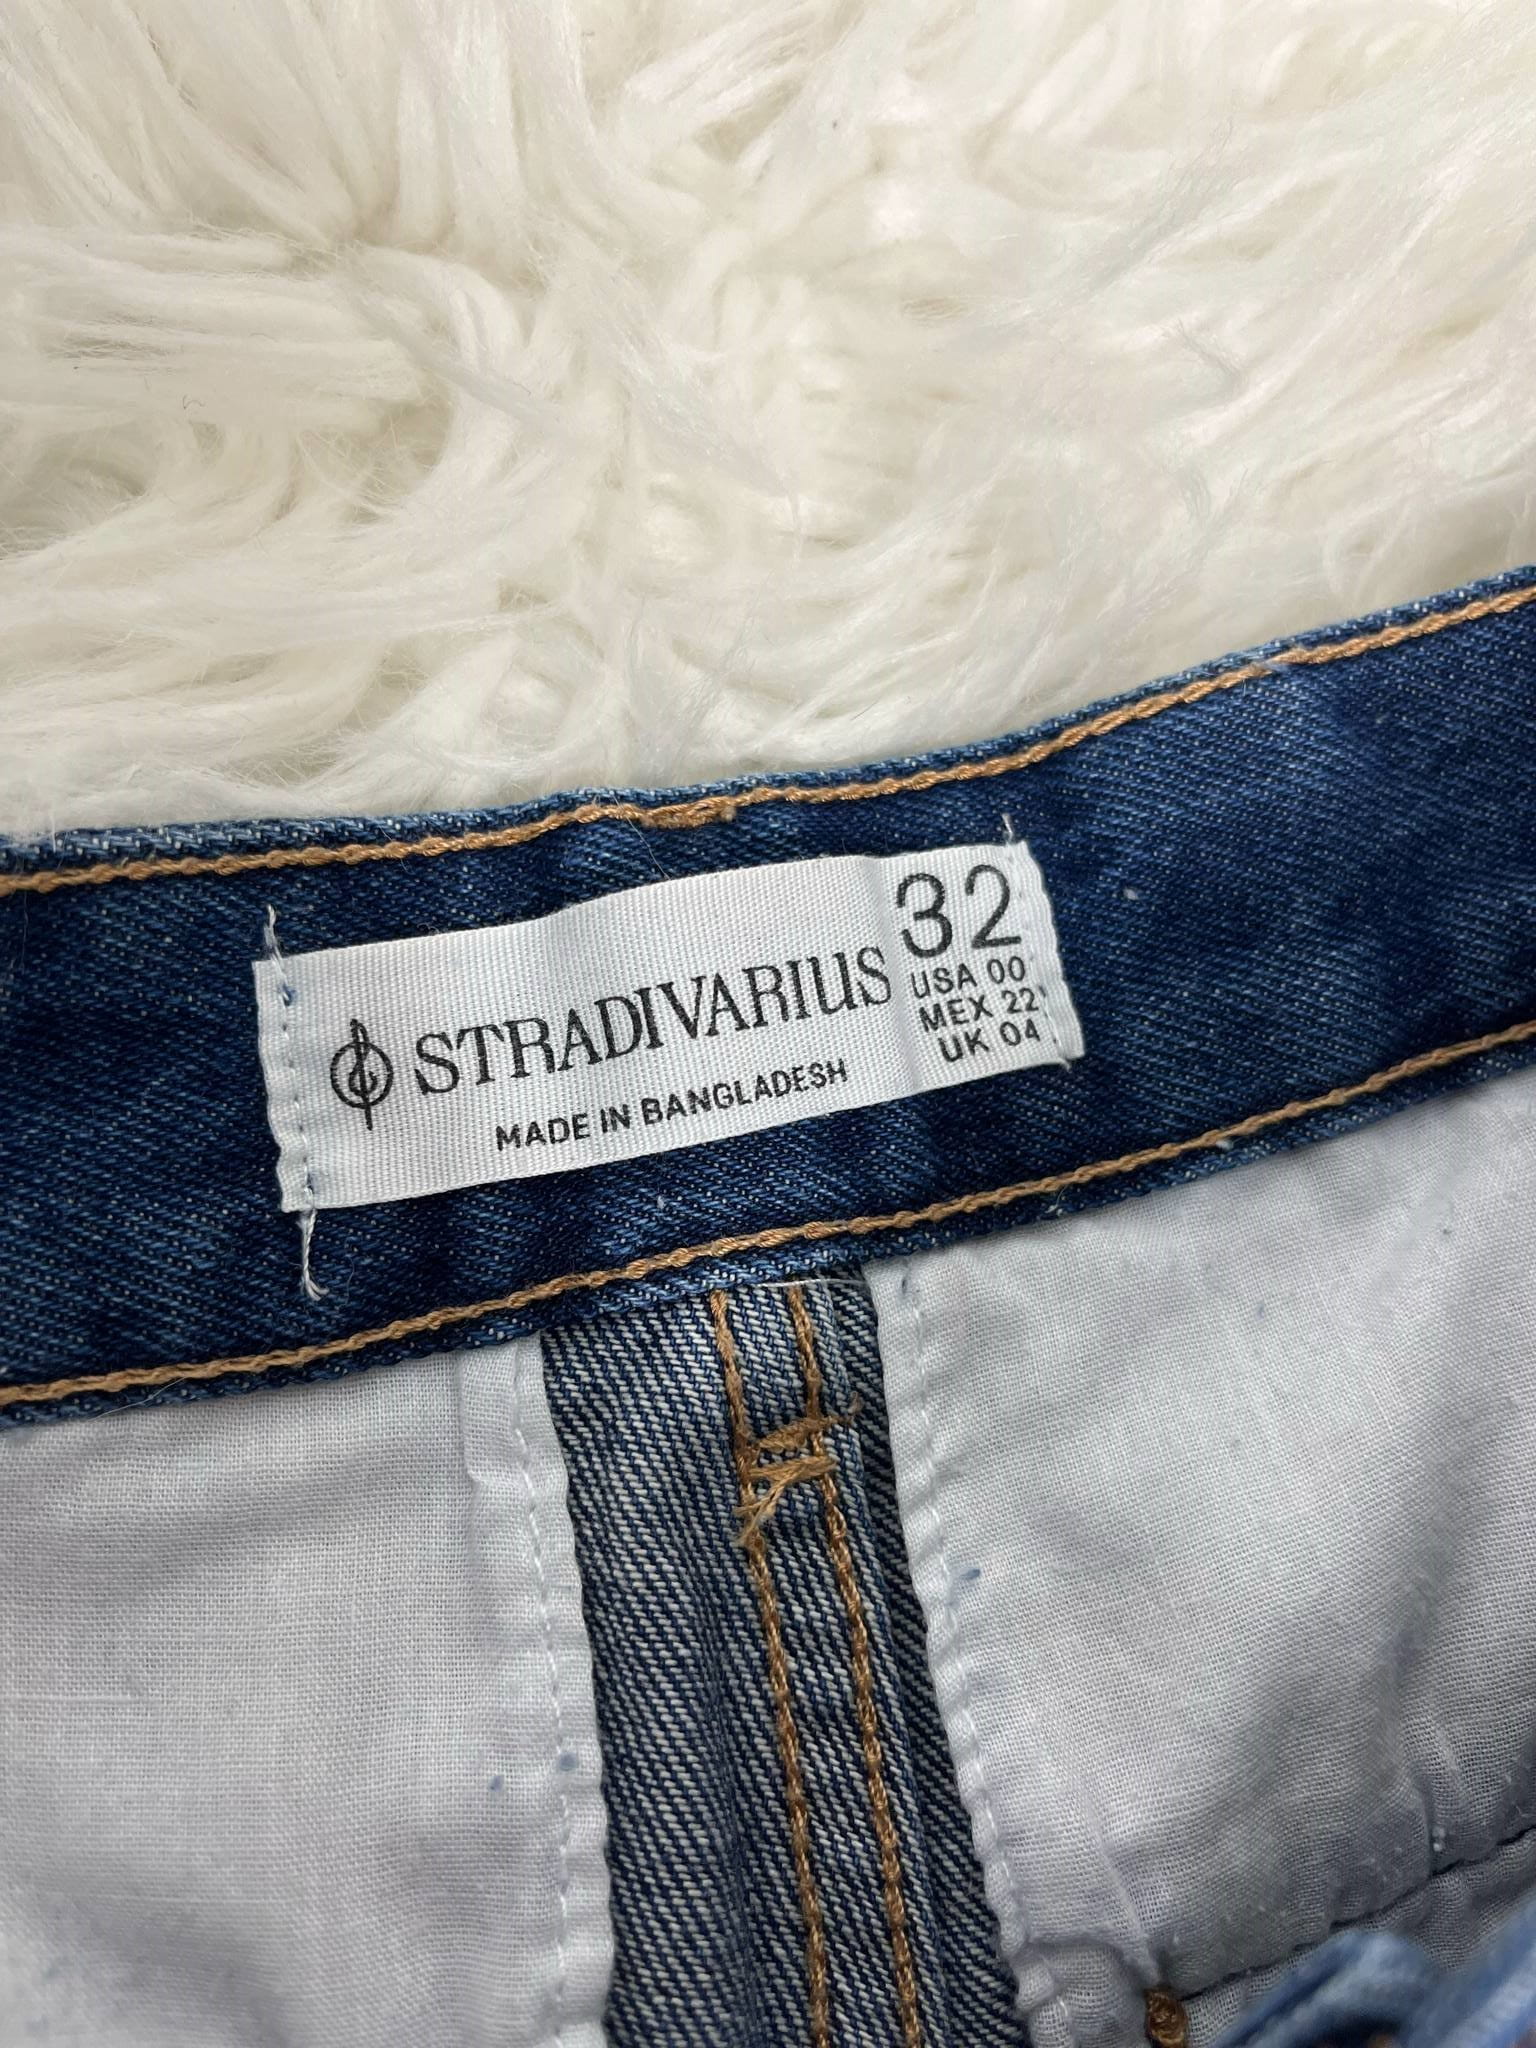 STRADIVARIUS
MADE IN BANGLADESH
32
USA 00
MEX 22
UK 04